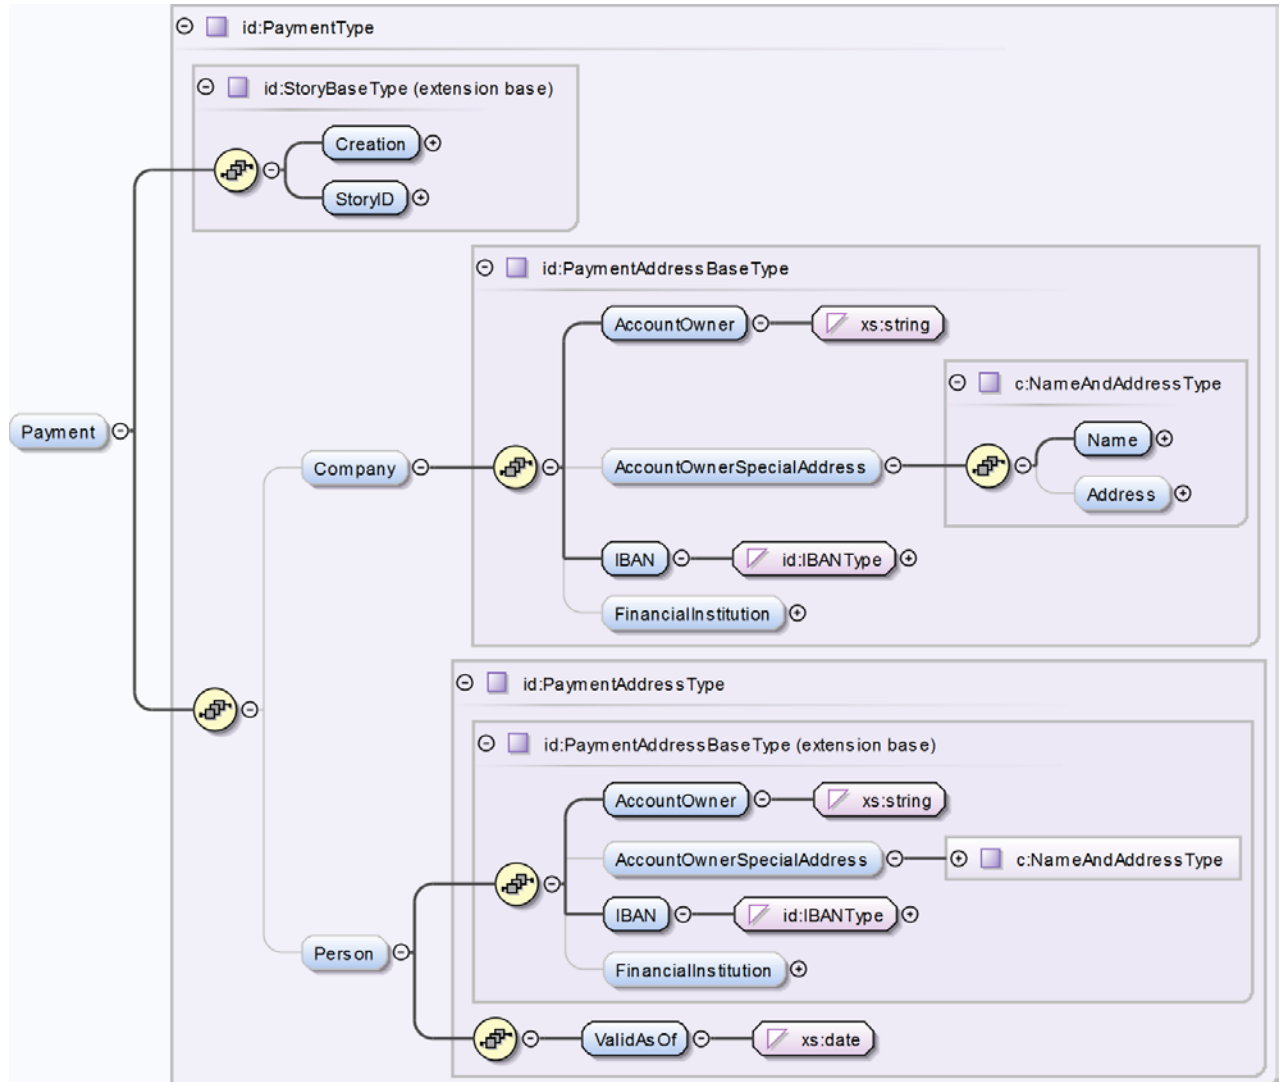 id:PaymentType
id:StoryBaseType (extension base)
Creation
StoryID
id:PaymentAddressBaseType
AccountOwner
xs:string
c:NameAndAddressType
Payment
Name
Company
AccountOwnerSpecialAddress
Address
IBAN
id:IBANType
FinancialInstitution
id:PaymentAddressType
id:PaymentAddressBaseType (extension base)
AccountOwner
xs:string
AccountOwnerSpecialAddress
c:NameAndAddressType
IBAN
id:IBANType
Person
FinancialInstitution
ValidAsOf
xs:date